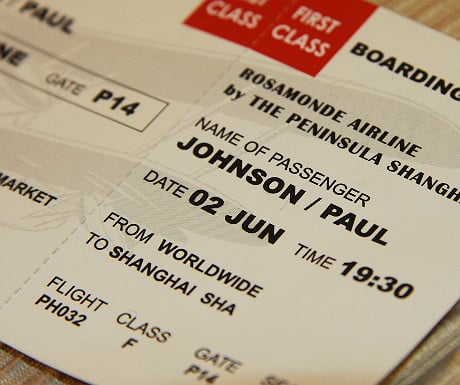 PAUL
GATE P14
MARKET
FIRST
CLASS
FIRST
CLASS
BOARDING
ROSAMONDE AIRLINE
by THE PENINSULA SHANGHA
NAME OF PASSENGER
JOHNSON / PAUL
DATE 02 JUN TIME 19:30
FROM WORLDWIDE
TO SHANGHAI SHA
FLIGHT CLASS GATE
PH032 F P14